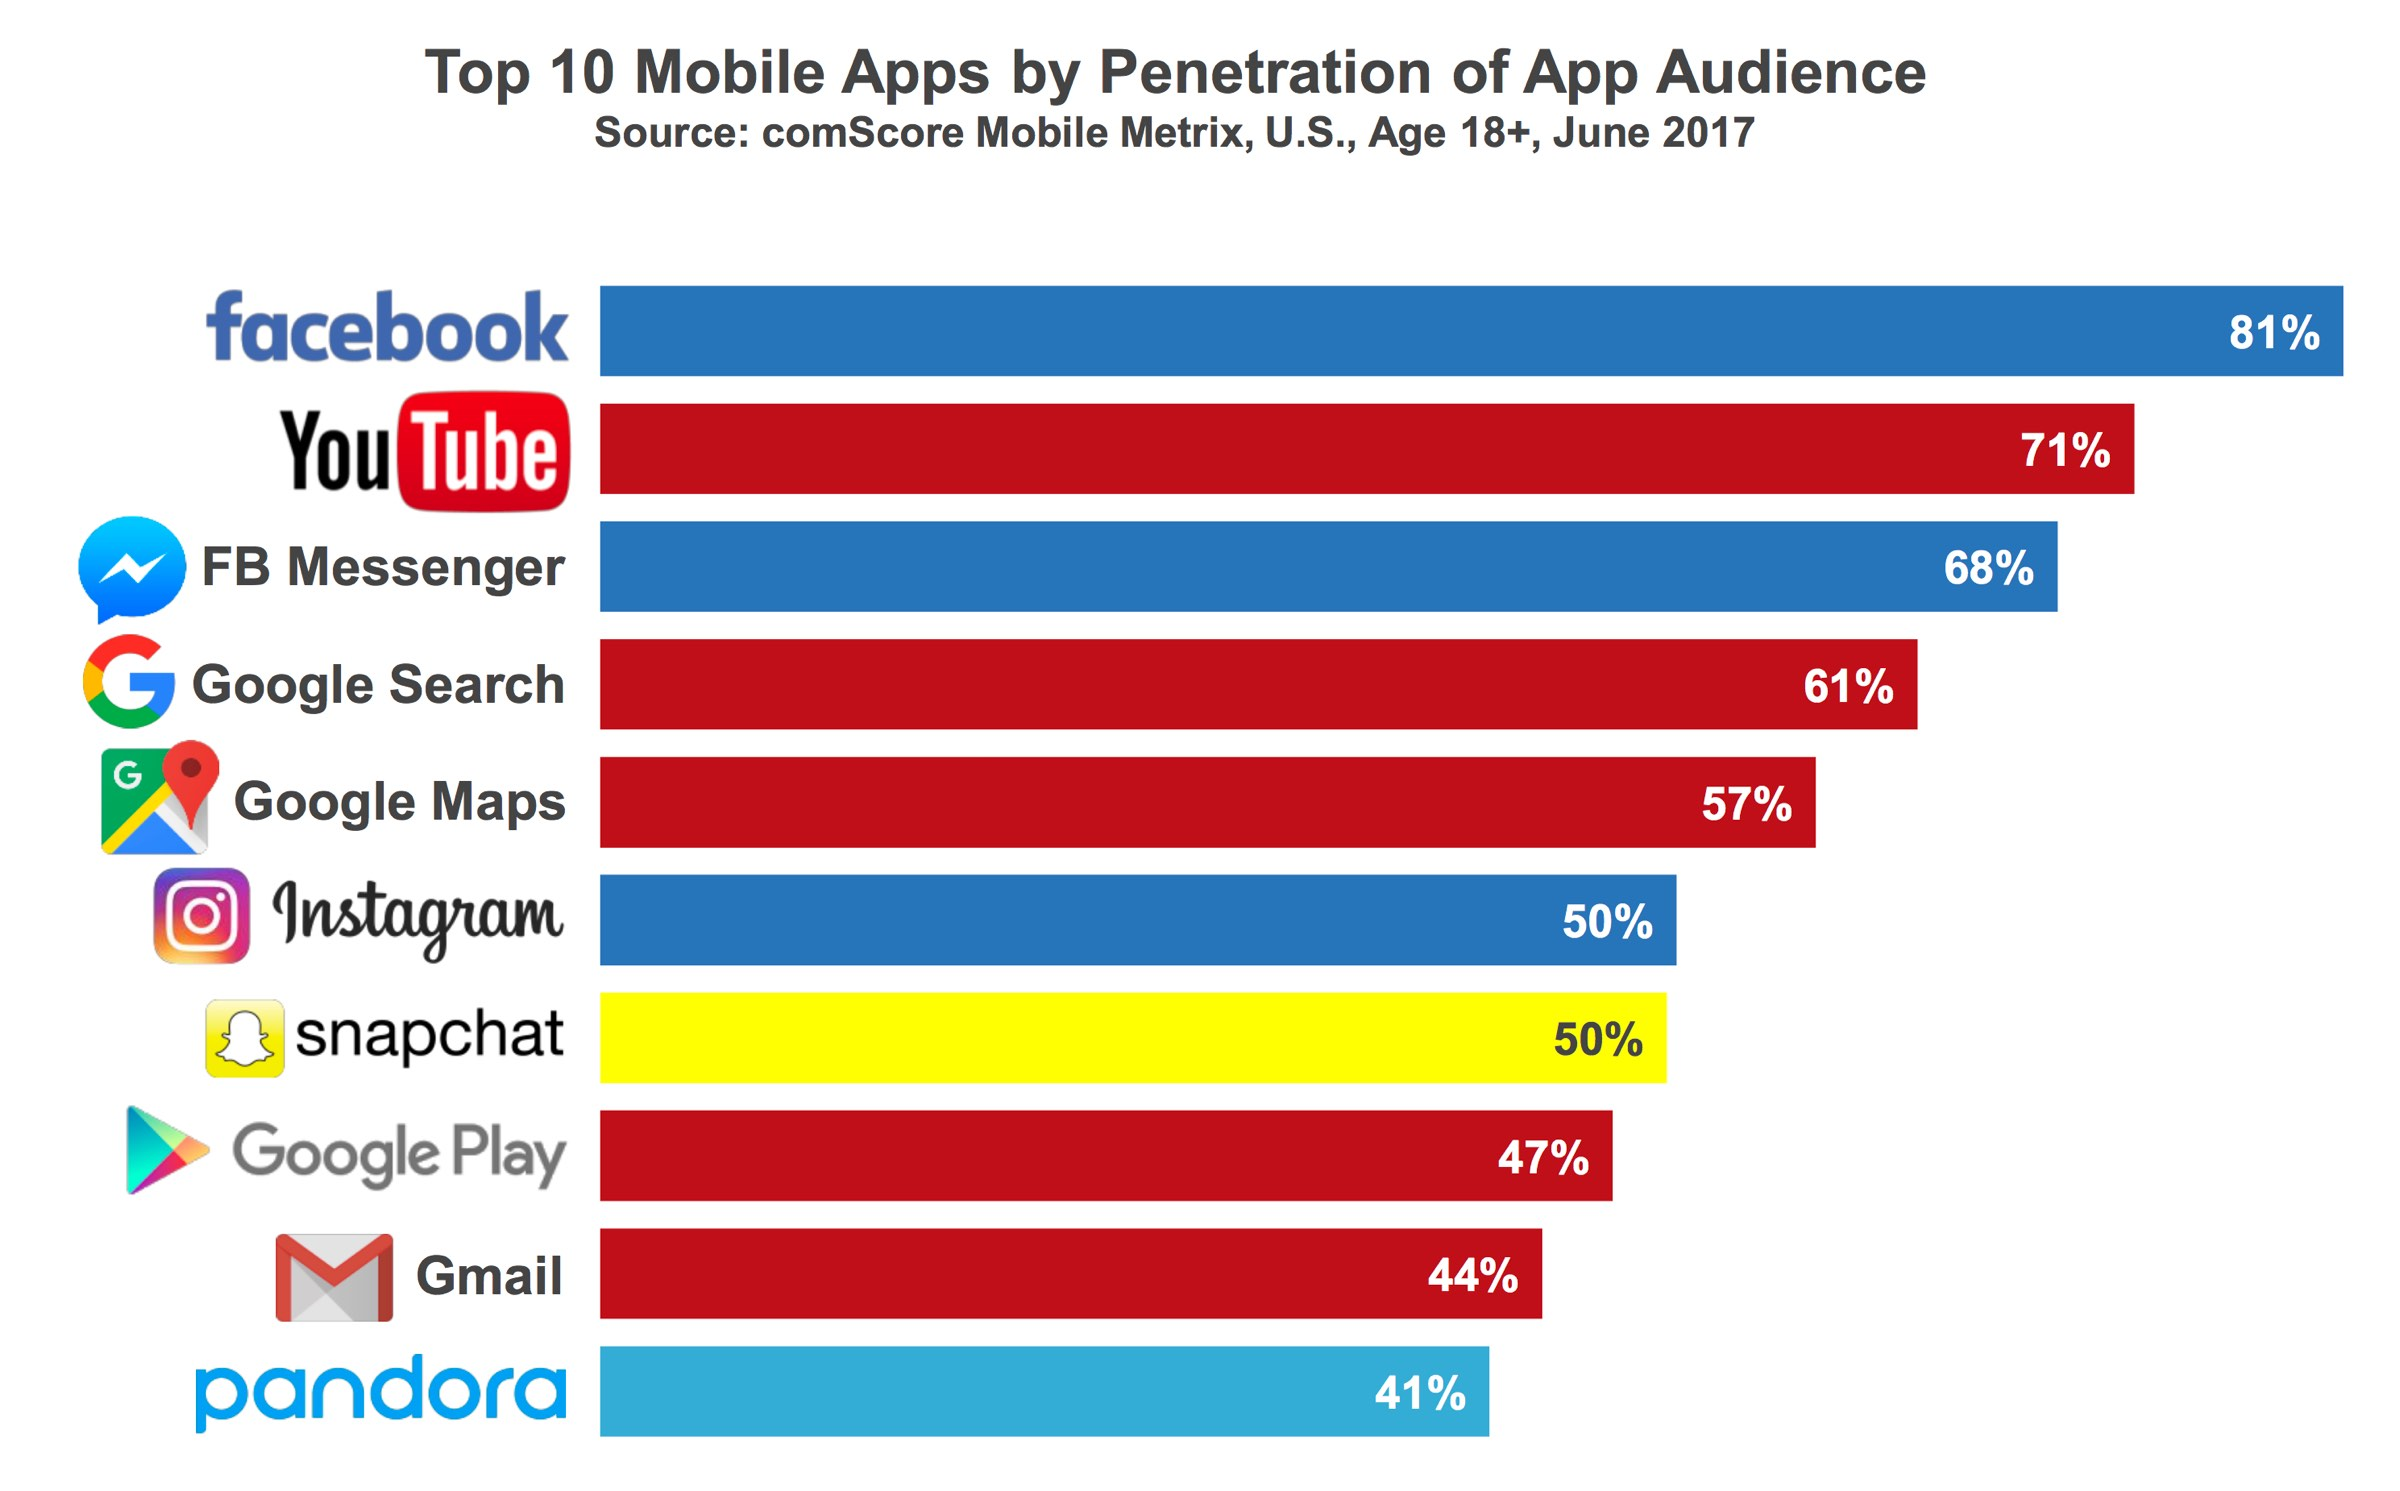 Top 10 Mobile Apps by Penetration of App Audience
Source: comScore Mobile Metrix, U.S., Age 18+, June 2017
facebook 81%
YouTube 71%
FB Messenger 68%
G Google Search 61%
G Google Maps 57%
Instagram 50%
snapchat 50%
Google Play 47%
Gmail 44%
pandora 41%